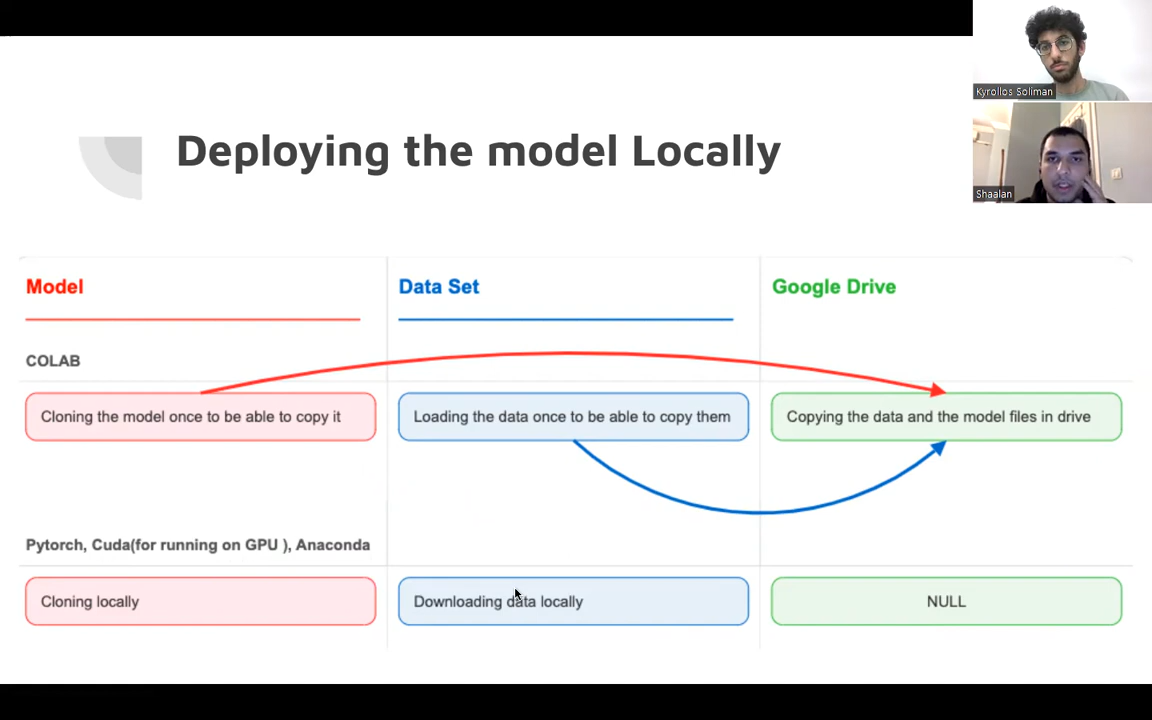 Kyrollos Soliman
Shaalan
Deploying the model Locally
Model
Data Set
Google Drive
COLAB
Cloning the model once to be able to copy it
Loading the data once to be able to copy them
Copying the data and the model files in drive
Pytorch, Cuda(for running on GPU ), Anaconda
Cloning locally
Downloading data locally
NULL